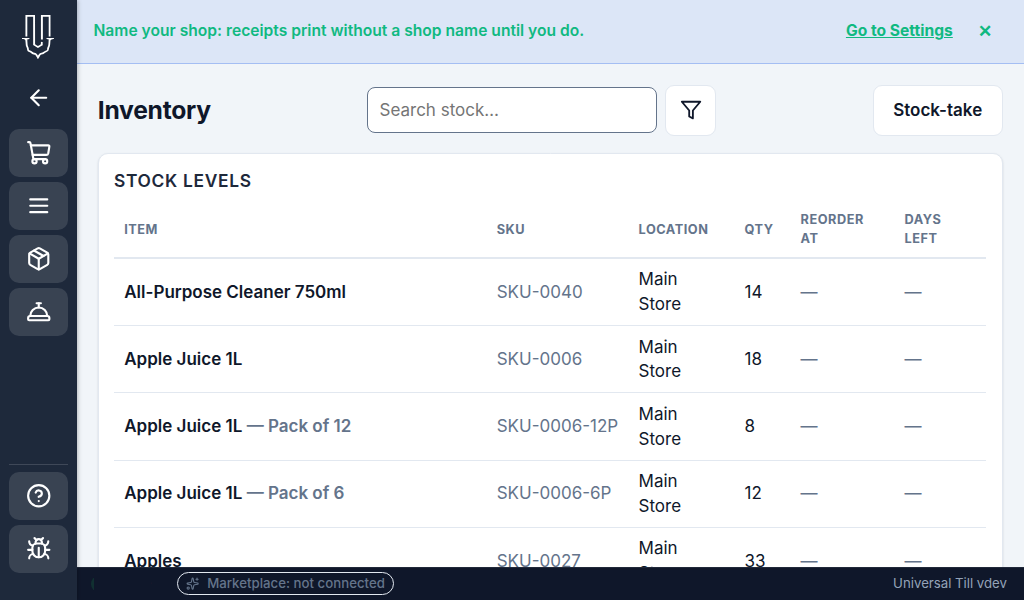 Name your shop: receipts print without a shop name until you do.
Go to Settings ✕
Inventory
Search stock...
Stock-take
STOCK LEVELS
ITEM SKU LOCATION QTY REORDER AT DAYS LEFT
All-Purpose Cleaner 750ml SKU-0040 Main Store 14 — —
Apple Juice 1L SKU-0006 Main Store 18 — —
Apple Juice 1L — Pack of 12 SKU-0006-12P Main Store 8 — —
Apple Juice 1L — Pack of 6 SKU-0006-6P Main Store 12 — —
Apples SKU-0027 Main 33 — —
Marketplace: not connected
Universal Till vdev